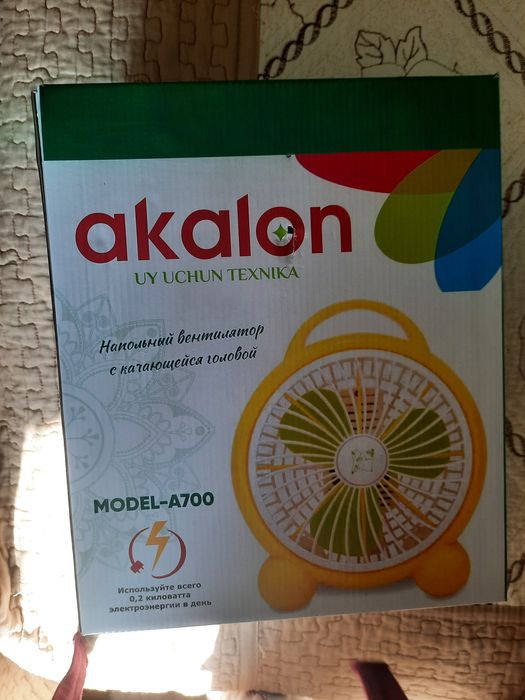 akalon
UY UCHUN TEXNIKA
Напольный вентилятор
с качающейся головой
MODEL-A700
Используйте всего
0,2 киловатта
электроэнергии в день